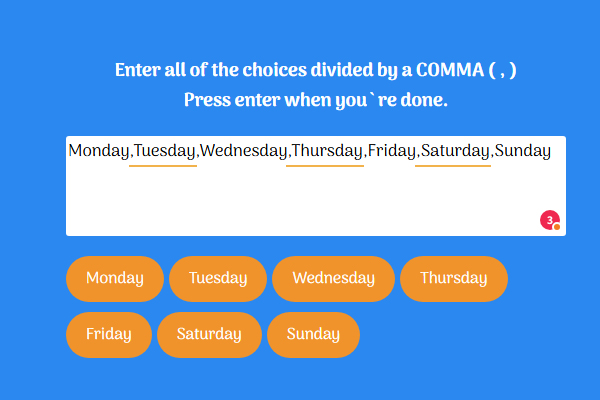 Enter all of the choices divided by a COMMA ( , )
Press enter when you`re done.
Monday,Tuesday,Wednesday,Thursday,Friday,Saturday,Sunday
3
Monday Tuesday Wednesday Thursday
Friday Saturday Sunday